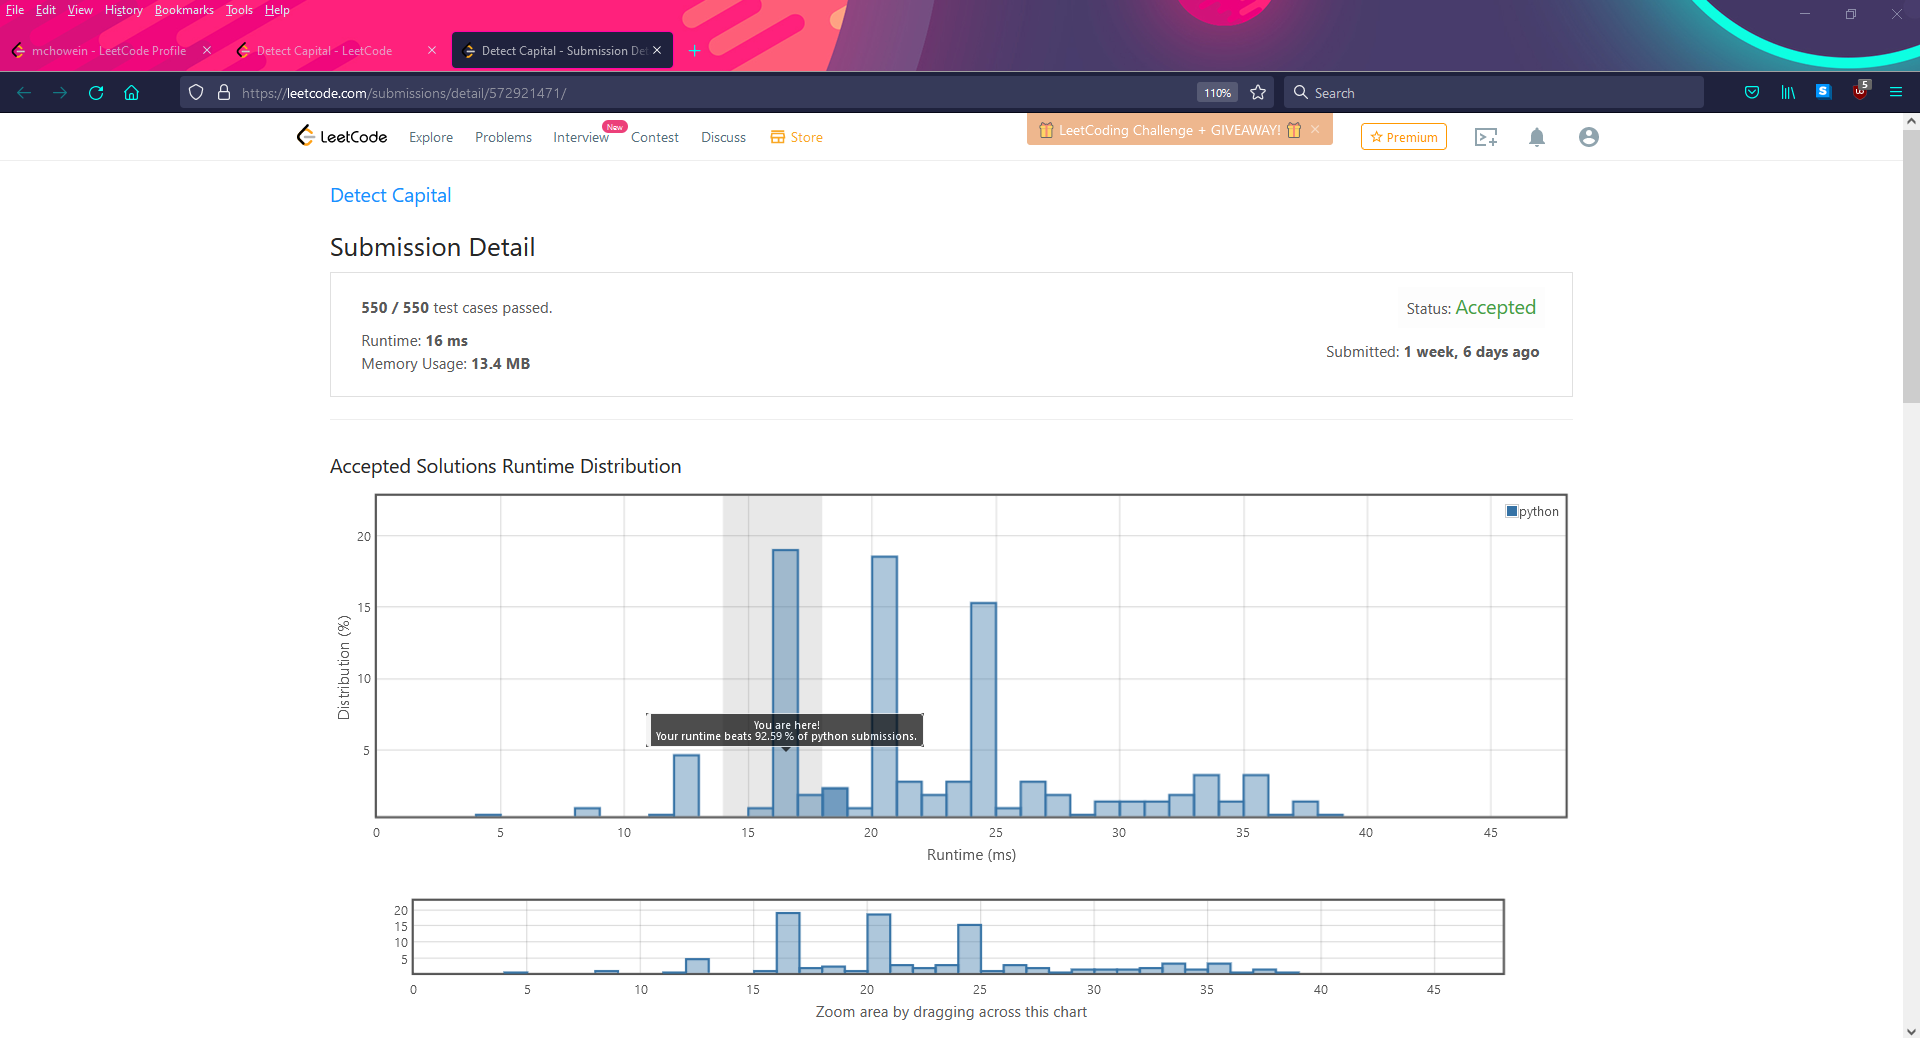 File Edit View History Bookmarks Tools Help
mchowein - LeetCode Profile
Detect Capital - LeetCode
Detect Capital - Submission De
https://leetcode.com/submissions/detail/572921471/
110%
Search
5
LeetCode
Explore
Problems
Interview
New
Contest
Discuss
Store
LeetCoding Challenge + GIVEAWAY!
Premium
Detect Capital
Submission Detail
550 / 550 test cases passed.
Status: Accepted
Runtime: 16 ms
Submitted: 1 week, 6 days ago
Memory Usage: 13.4 MB
Accepted Solutions Runtime Distribution
python
20
15
10
5
Distribution (%)
You are here!
Your runtime beats 92.59 % of python submissions.
0 5 10 15 20 25 30 35 40 45
Runtime (ms)
20
15
10
5
0 5 10 15 20 25 30 35 40 45
Zoom area by dragging across this chart